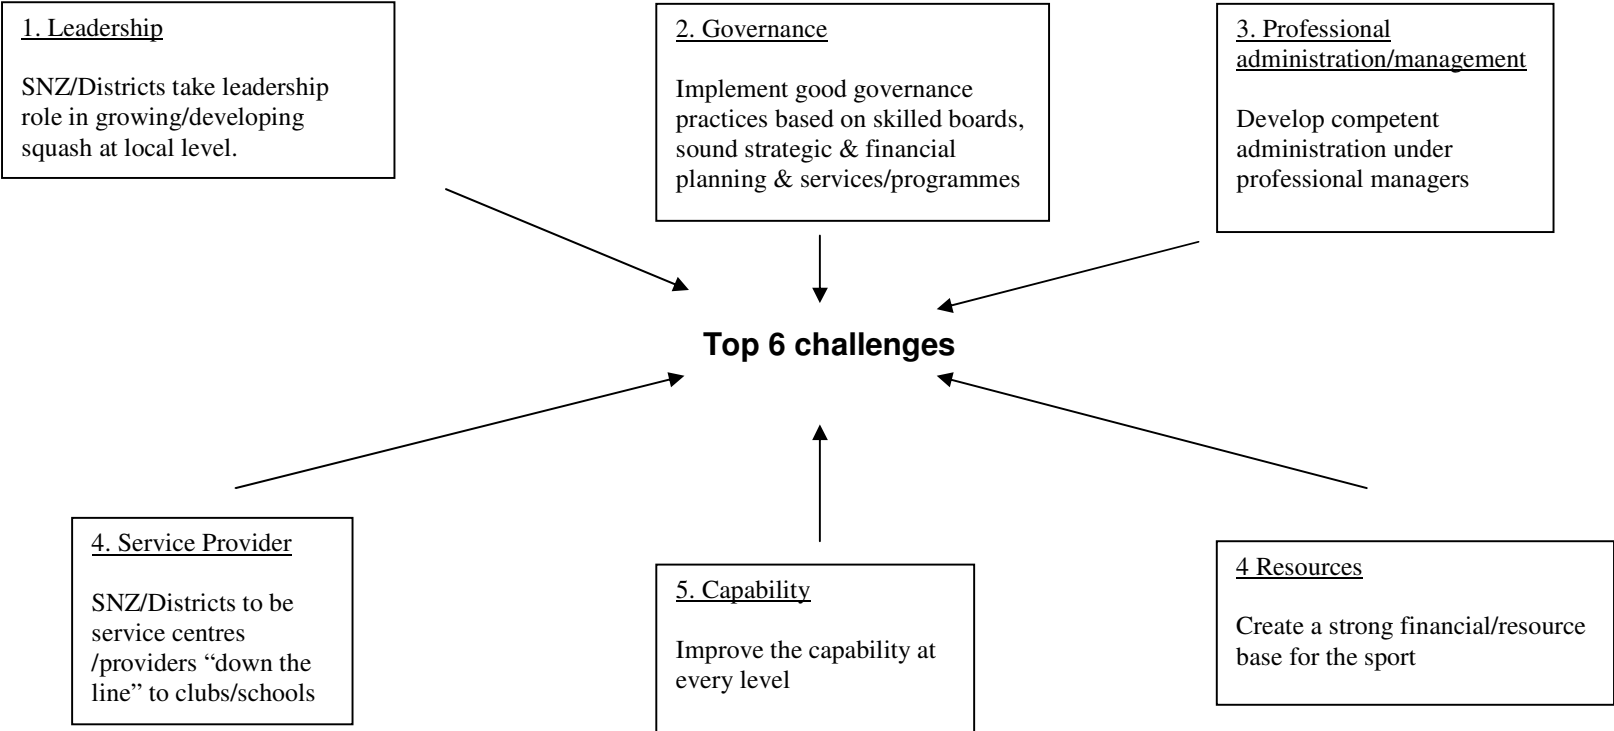 1. Leadership
SNZ/Districts take leadership
role in growing/developing
squash at local level.
2. Governance
Implement good governance
practices based on skilled boards,
sound strategic & financial
planning & services/programmes
3. Professional
administration/management
Develop competent
administration under
professional managers
Top 6 challenges
4. Service Provider
SNZ/Districts to be
service centres
/providers “down the
line” to clubs/schools
5. Capability
Improve the capability at
every level
4 Resources
Create a strong financial/resource
base for the sport